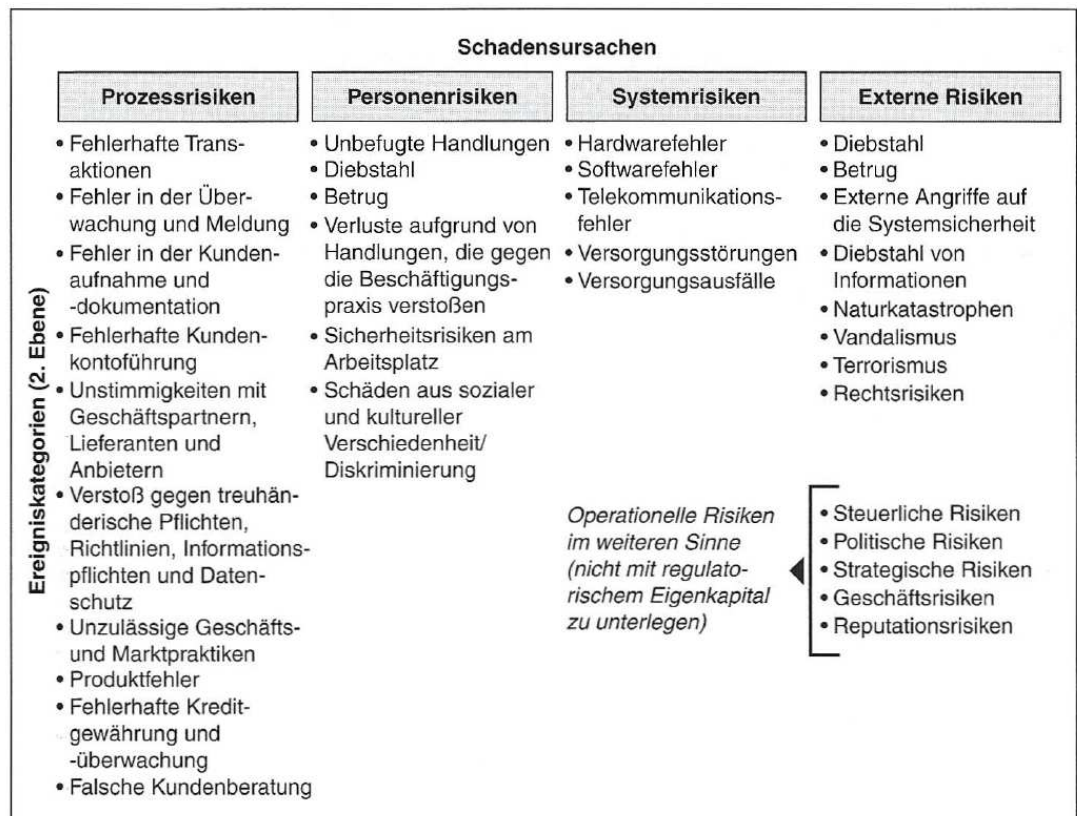 Schadensursachen
Ereigniskategorien (2. Ebene)
Prozessrisiken
• Fehlerhafte Trans-
aktionen
• Fehler in der Über-
wachung und Meldung
• Fehler in der Kunden-
aufnahme und
-dokumentation
• Fehlerhafte Kunden-
kontoführung
• Unstimmigkeiten mit
Geschäftspartnern,
Lieferanten und
Anbietern
• Verstoß gegen treuhän-
derische Pflichten,
Richtlinien, Informations-
pflichten und Daten-
schutz
• Unzulässige Geschäfts-
und Marktpraktiken
• Produktfehler
• Fehlerhafte Kredit-
gewährung und
-überwachung
• Falsche Kundenberatung
Personenrisiken
• Unbefugte Handlungen
• Diebstahl
• Betrug
• Verluste aufgrund von
Handlungen, die gegen
die Beschäftigungs-
praxis verstoßen
• Sicherheitsrisiken am
Arbeitsplatz
• Schäden aus sozialer
und kultureller
Verschiedenheit/
Diskriminierung
Systemrisiken
• Hardwarefehler
• Softwarefehler
• Telekommunikations-
fehler
• Versorgungsstörungen
• Versorgungsausfälle
Externe Risiken
• Diebstahl
• Betrug
• Externe Angriffe auf
die Systemsicherheit
• Diebstahl von
Informationen
• Naturkatastrophen
• Vandalismus
• Terrorismus
• Rechtsrisiken
Operationelle Risiken
im weiteren Sinne
(nicht mit regulato-
rischem Eigenkapital
zu unterlegen)
• Steuerliche Risiken
• Politische Risiken
• Strategische Risiken
• Geschäftsrisiken
• Reputationsrisiken